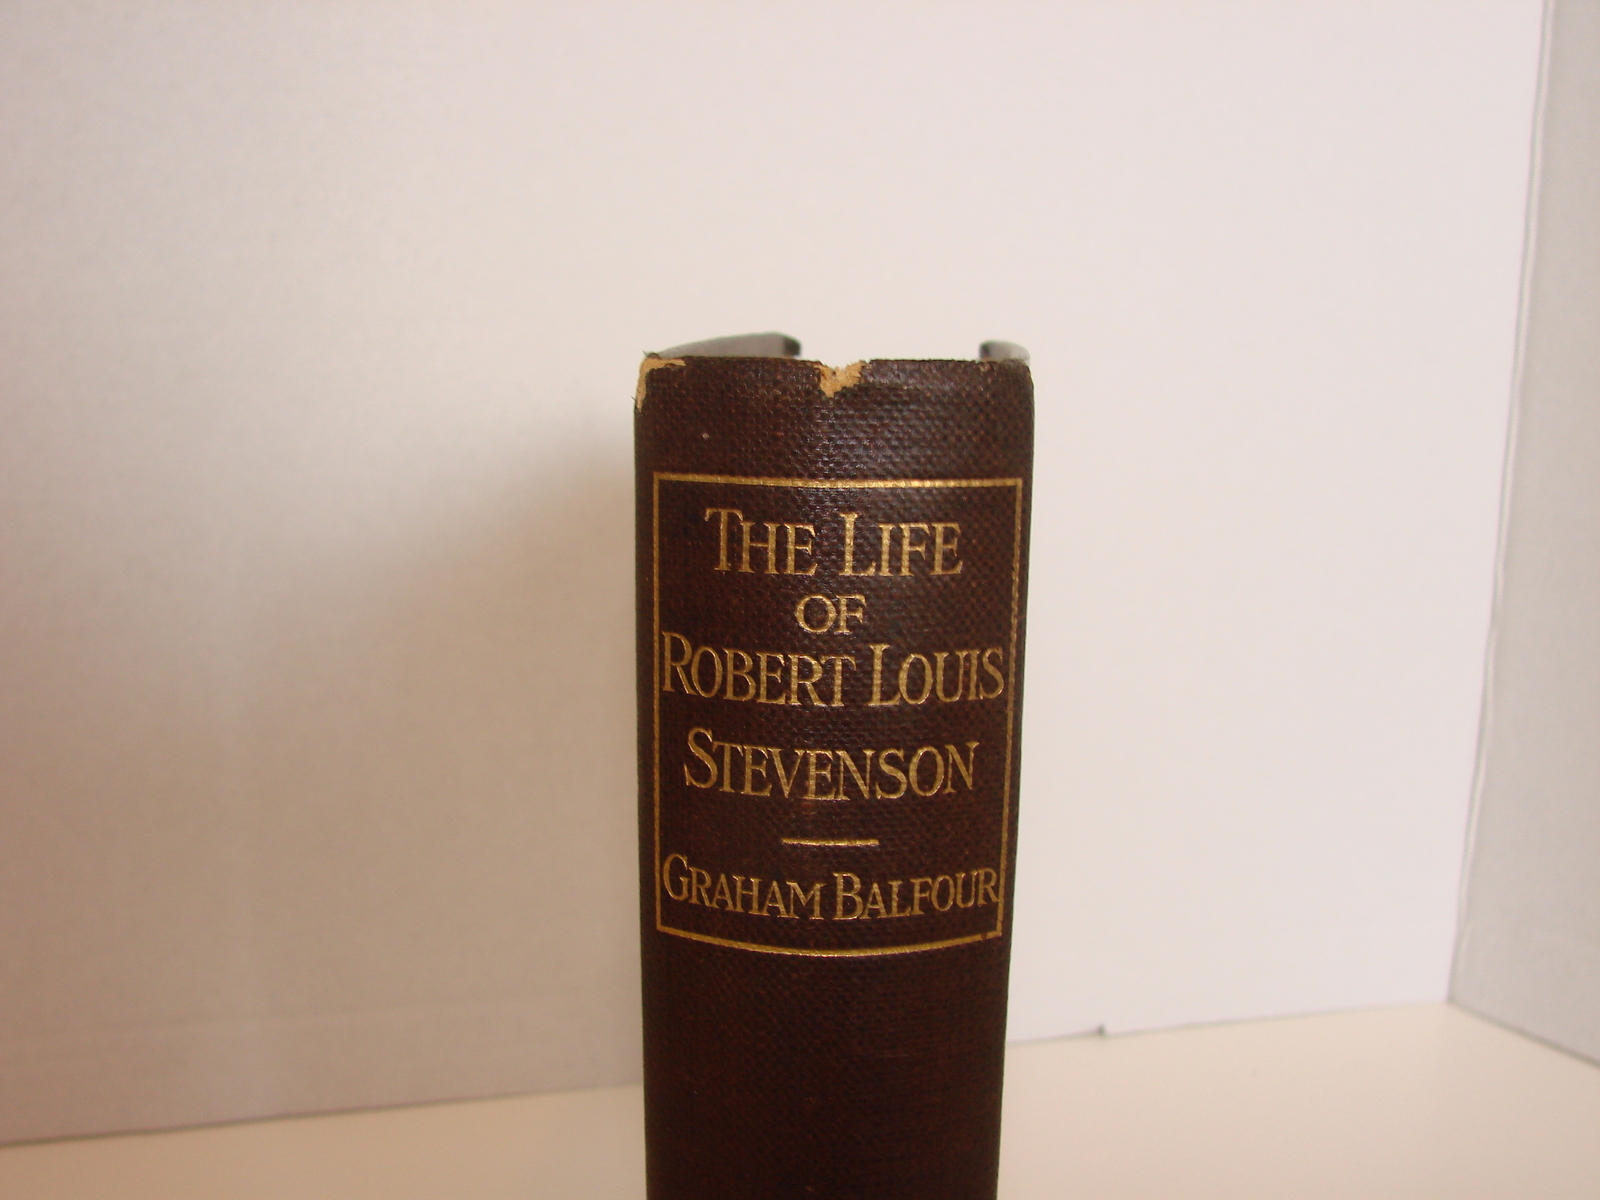 THE LIFE
OF
ROBERT LOUIS
STEVENSON
GRAHAM BALFOUR